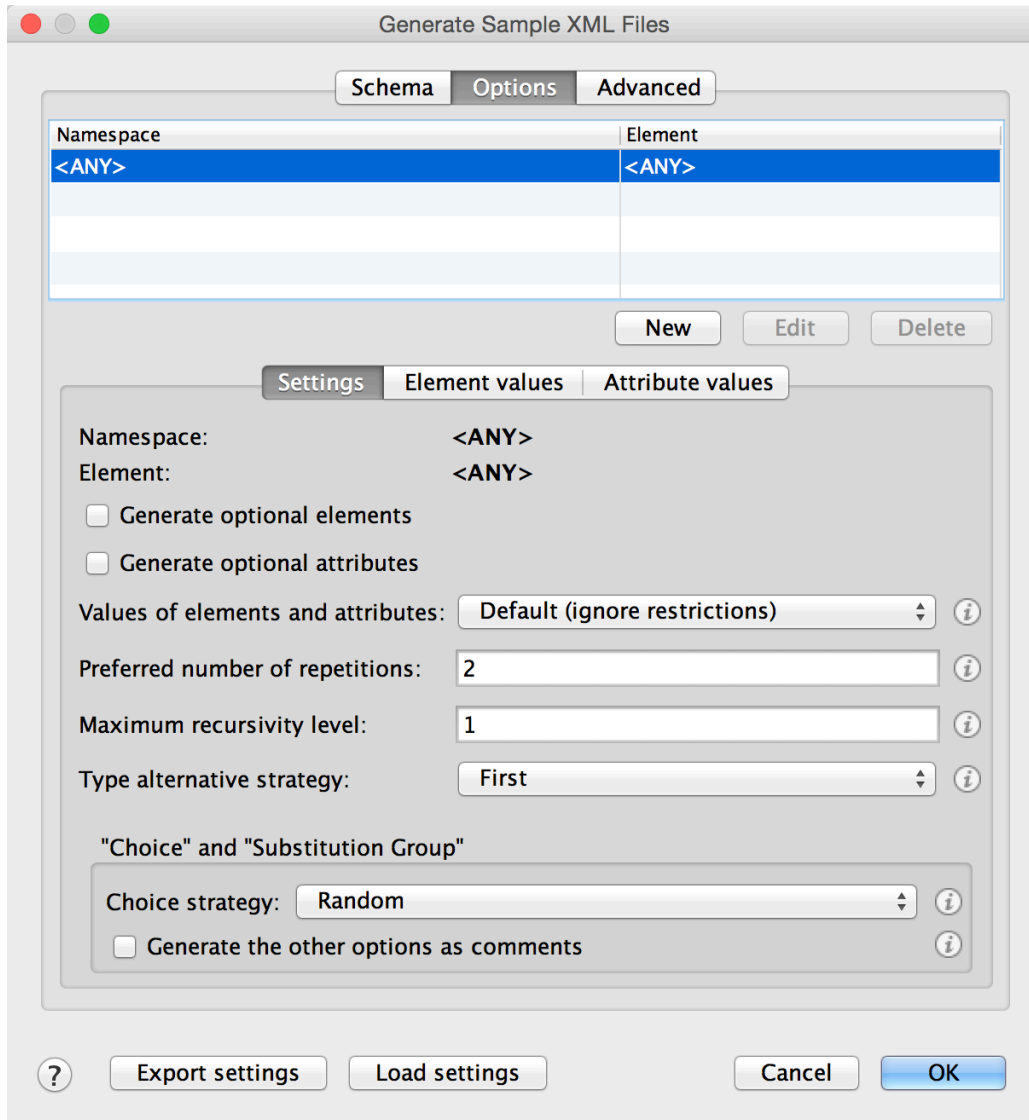 Generate Sample XML Files
Schema Options Advanced
Namespace Element
<ANY> <ANY>
New Edit Delete
Settings Element values Attribute values
Namespace: <ANY>
Element: <ANY>
Generate optional elements
Generate optional attributes
Values of elements and attributes: Default (ignore restrictions) i
Preferred number of repetitions: 2 i
Maximum recursivity level: 1 i
Type alternative strategy: First i
"Choice" and "Substitution Group"
Choice strategy: Random i
Generate the other options as comments i
? Export settings Load settings Cancel OK